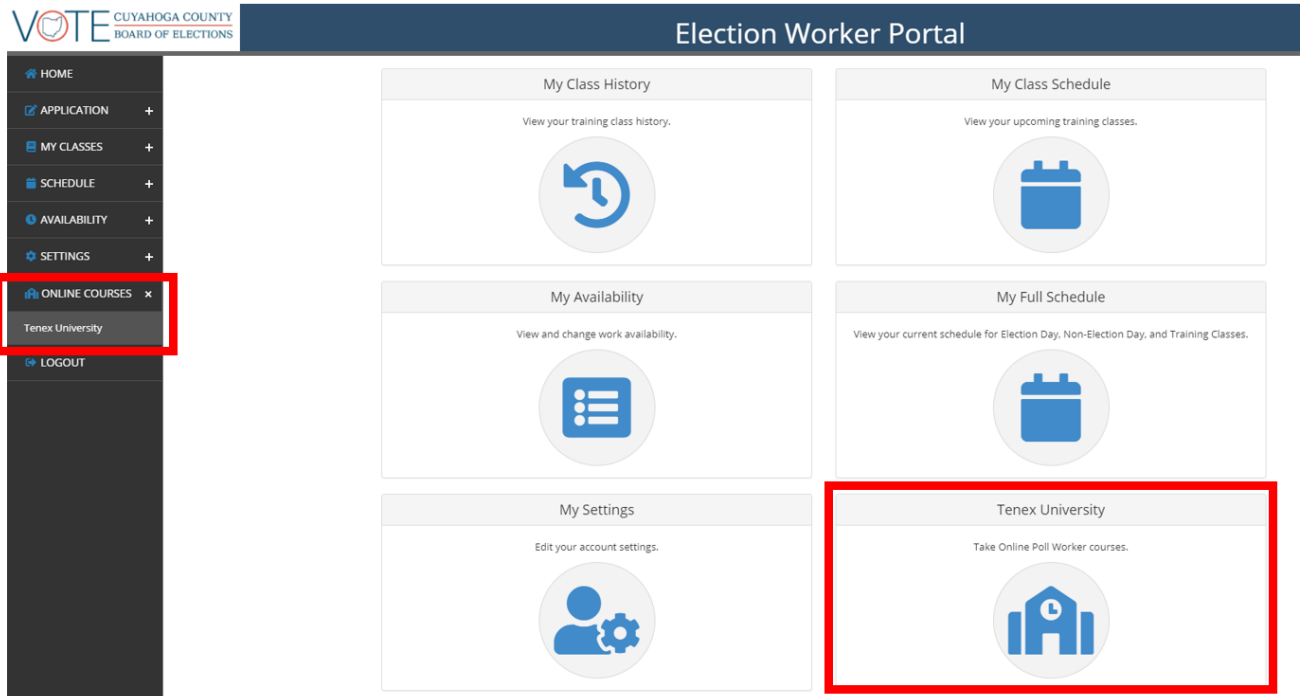 VOTE CUYAHOGA COUNTY
BOARD OF ELECTIONS
Election Worker Portal
HOME
APPLICATION +
MY CLASSES +
SCHEDULE +
AVAILABILITY +
SETTINGS +
ONLINE COURSES ×
Tenex University
LOGOUT
My Class History
View your training class history.
My Class Schedule
View your upcoming training classes.
My Availability
View and change work availability.
My Full Schedule
View your current schedule for Election Day, Non-Election Day, and Training Classes.
My Settings
Edit your account settings.
Tenex University
Take Online Poll Worker courses.